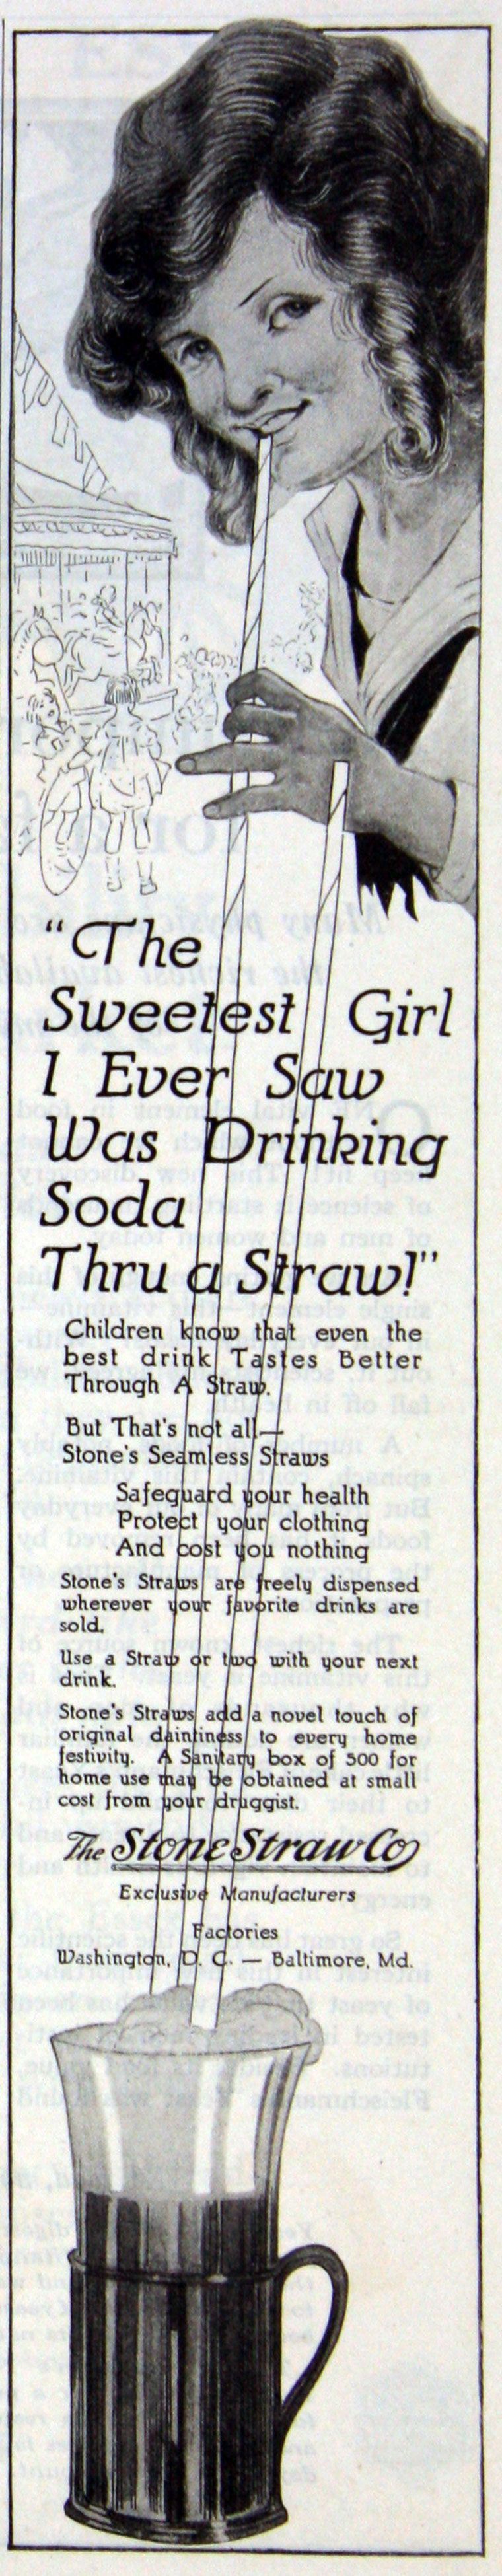 "The
Sweetest Girl
I Ever Saw
Was Drinking
Soda
Thru a Straw!"
Children know that even the
best drink Tastes Better
Through A Straw.
But That's not all—
Stone's Seamless Straws
Safeguard your health
Protect your clothing
And cost you nothing
Stone's Straws are freely dispensed
wherever your favorite drinks are
sold.
Use a Straw or two with your next
drink.
Stone's Straws add a novel touch of
original daintiness to every home
festivity. A Sanitary box of 500 for
home use may be obtained at small
cost from your druggist.
The Stone Straw Co
Exclusive Manufacturers
Factories
Washington, D. C. — Baltimore, Md.